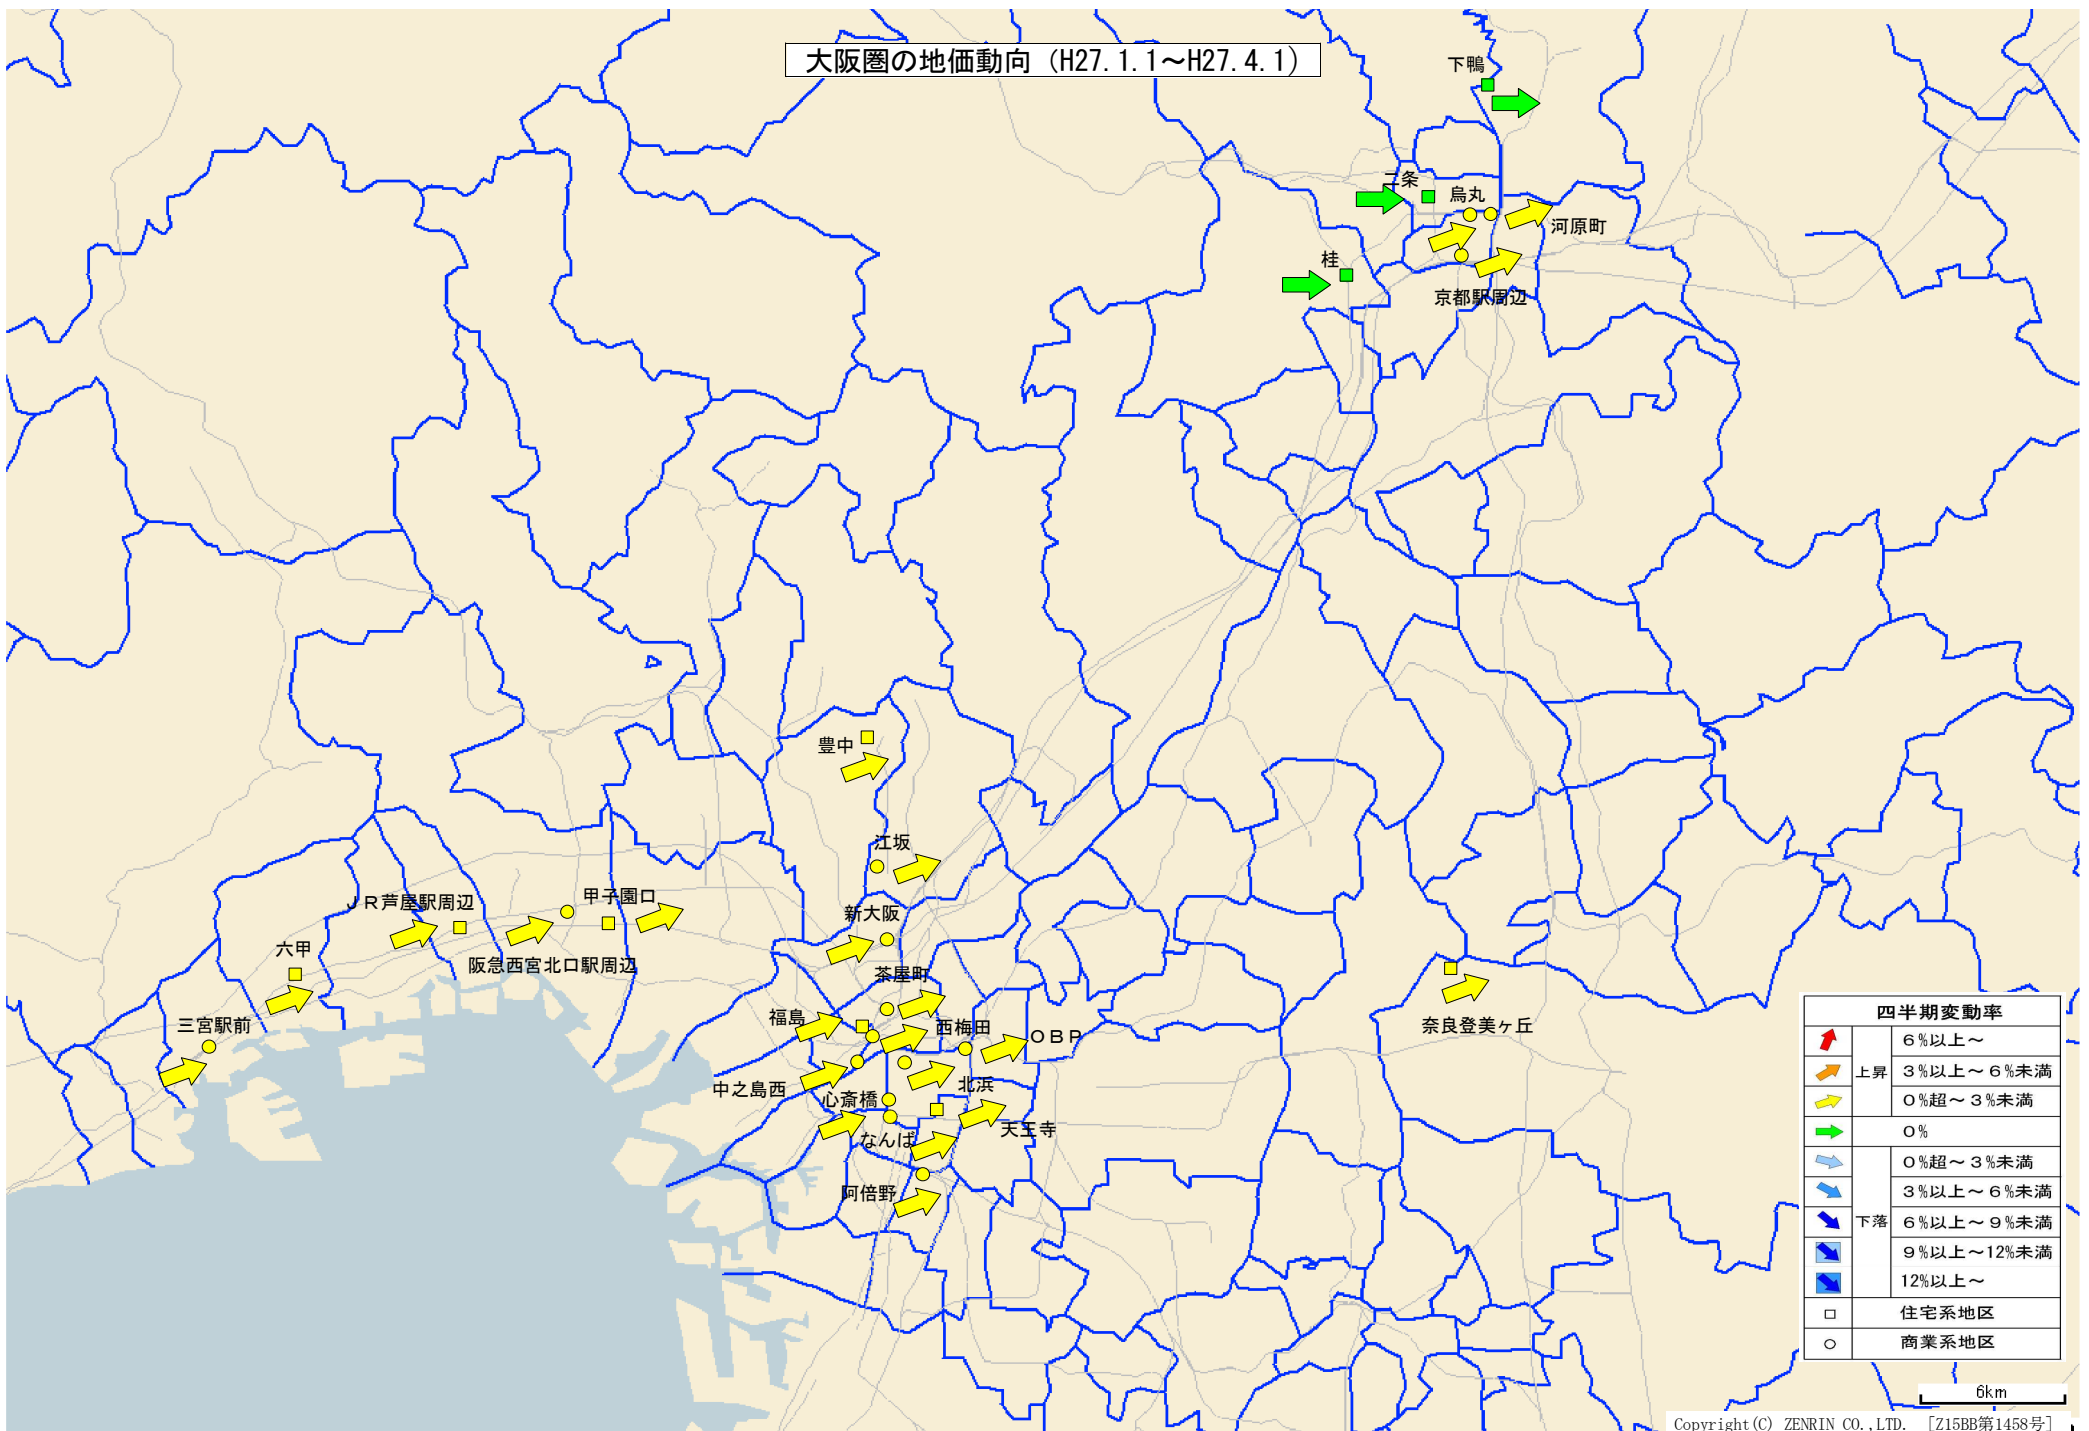 大阪圏の地価動向（H27.1.1～H27.4.1）
下鴨
二条
烏丸
河原町
桂
京都駅周辺
豊中
江坂
甲子園口
ＪＲ芦屋駅周辺
新大阪
六甲
阪急西宮北口駅周辺
茶屋町
三宮駅前
福島
西梅田
ＯＢＰ
奈良登美ヶ丘
中之島西
北浜
心斎橋
なんば
天王寺
阿倍野
四半期変動率
上昇
６%以上～
３%以上～６%未満
０%超～３%未満
０%
下落
０%超～３%未満
３%以上～６%未満
６%以上～９%未満
９%以上～12%未満
12%以上～
住宅系地区
商業系地区
6km
Copyright(C) ZENRIN CO.,LTD. [Z15BB第1458号]